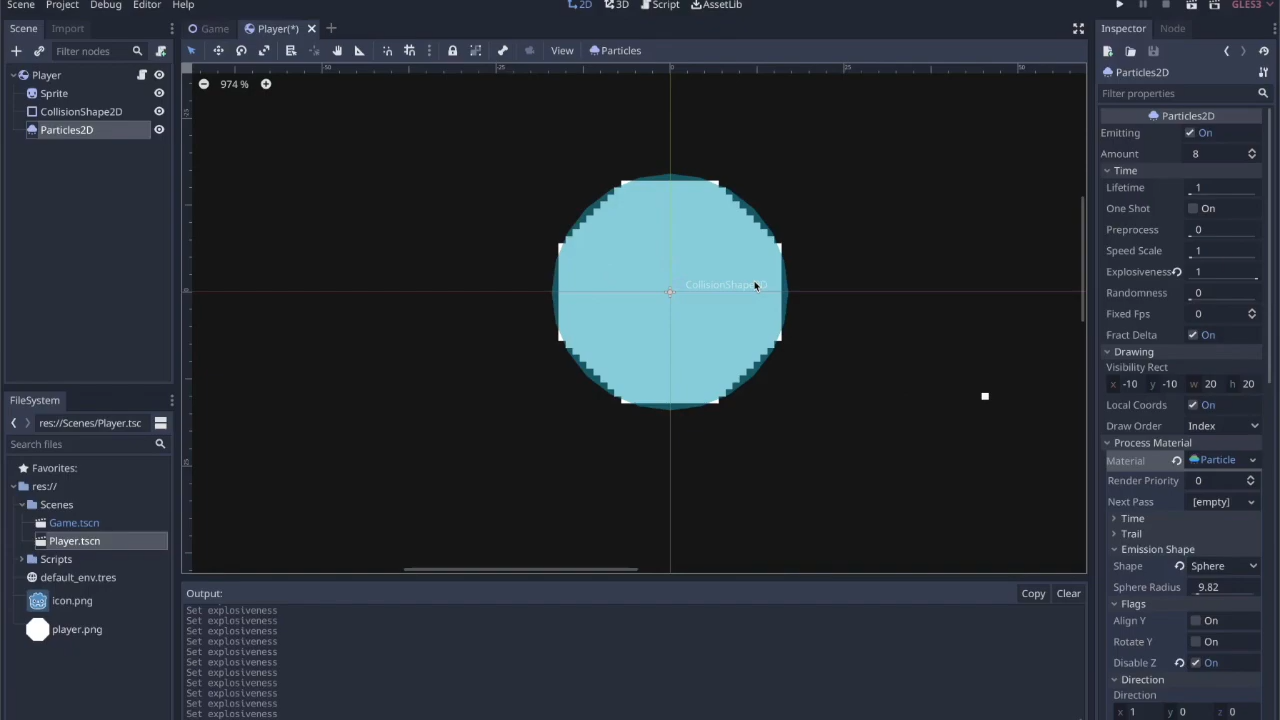 Scene Project Debug Editor Help
2D 3D Script AssetLib
GLES3
Scene Import
Game Player(*)
Inspector Node
Filter nodes
View Particles
Player
Sprite
CollisionShape2D
Particles2D
974 %
-50 -25 0 25 50
CollisionShape2D
Particles2D
Filter properties
Particles2D
Emitting On
Amount 8
Time
Lifetime 1
One Shot On
Preprocess 0
Speed Scale 1
Explosiveness 1
Randomness 0
Fixed Fps 0
Fract Delta On
Drawing
Visibility Rect
x -10 y -10 w 20 h 20
Local Coords On
Draw Order Index
Process Material
Material Particle
Render Priority 0
Next Pass [empty]
Time
Trail
Emission Shape
Shape Sphere
Sphere Radius 9.82
Flags
Align Y On
Rotate Y On
Disable Z On
Direction
Direction
x 1 y 0 z 0
FileSystem
res://Scenes/Player.tsc
Search files
Favorites:
res://
Scenes
Game.tscn
Player.tscn
Scripts
default_env.tres
icon.png
player.png
Output:
Copy Clear
Set explosiveness
Set explosiveness
Set explosiveness
Set explosiveness
Set explosiveness
Set explosiveness
Set explosiveness
Set explosiveness
Set explosiveness
Set explosiveness
Set explosiveness